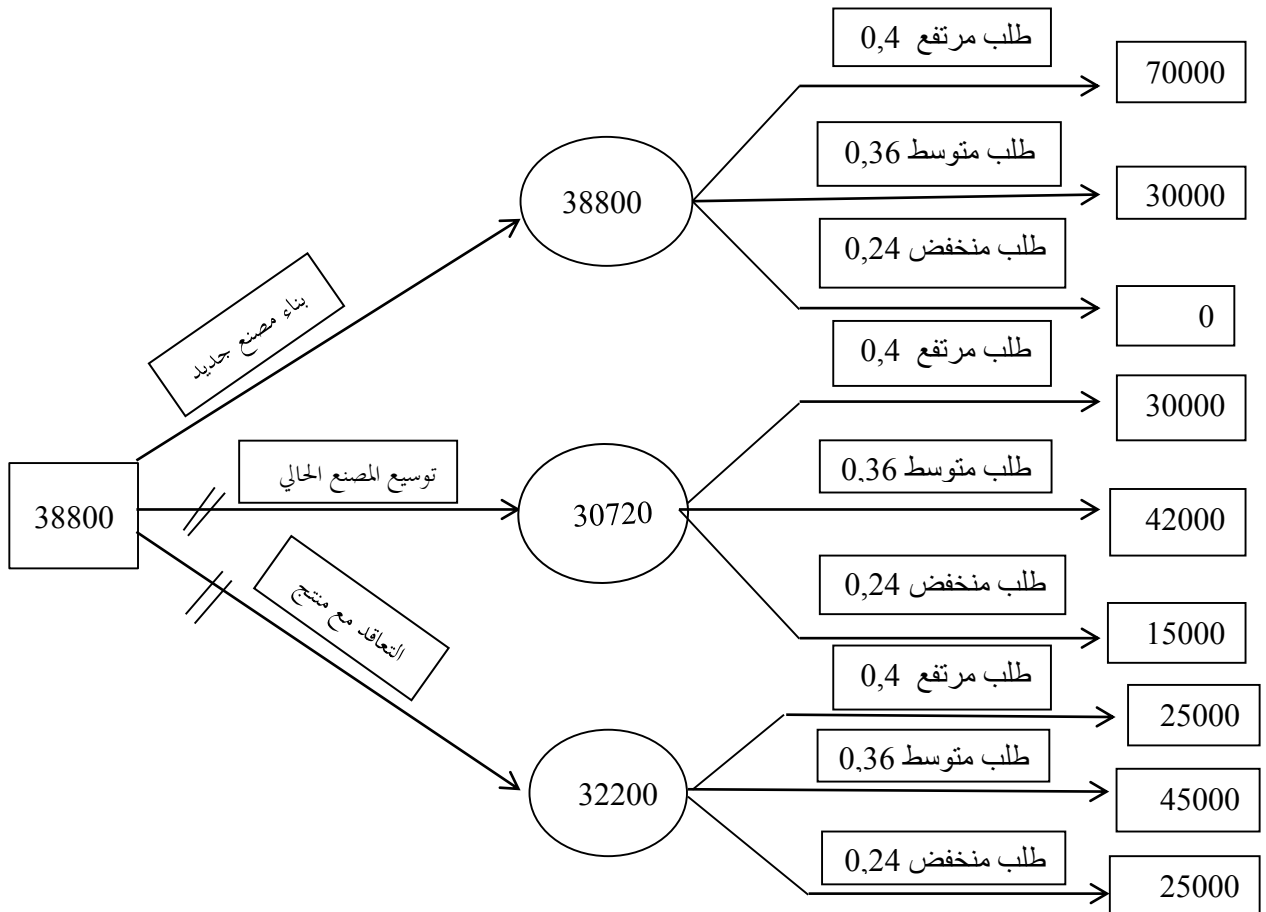 طلب مرتفع 0,4
70000
طلب متوسط 0,36
30000
38800
طلب منخفض 0,24
0
بناء مصنع جديد
طلب مرتفع 0,4
30000
توسيع المصنع الحالي
طلب متوسط 0,36
42000
38800
30720
طلب منخفض 0,24
15000
التعاقد مع منتج
طلب مرتفع 0,4
25000
طلب متوسط 0,36
45000
32200
طلب منخفض 0,24
25000